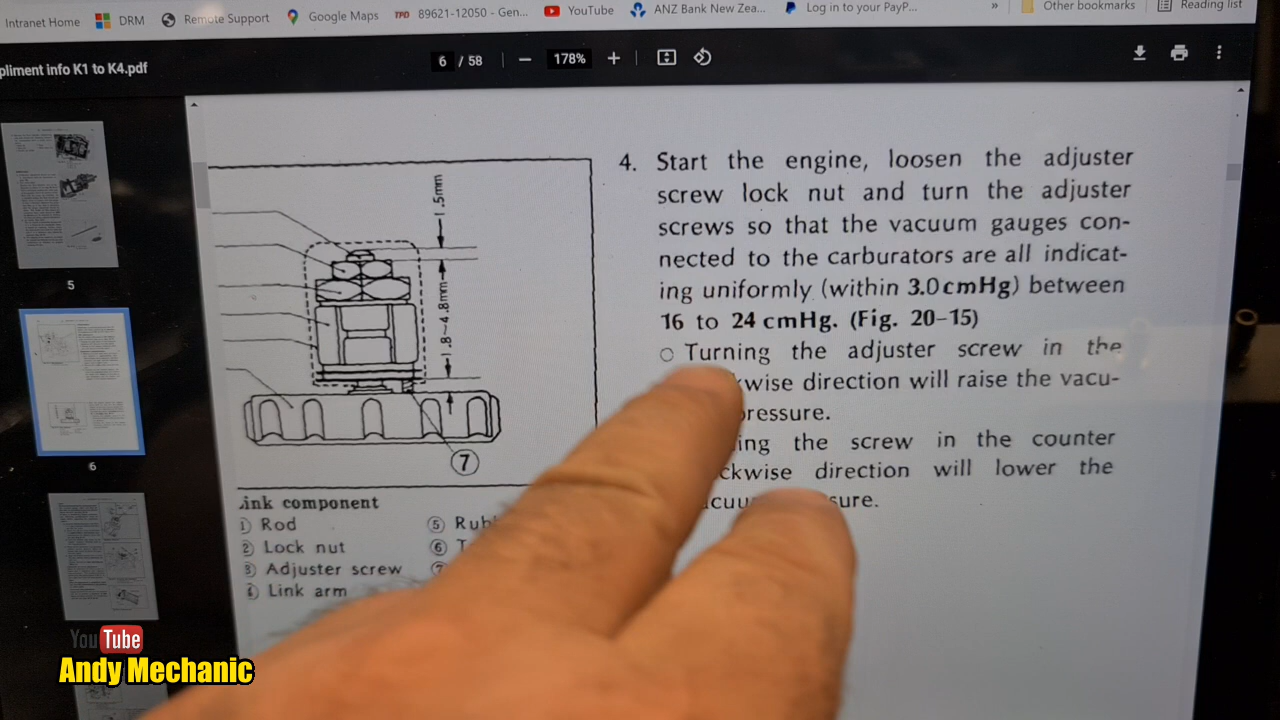 Intranet Home DRM Remote Support Google Maps TPD 89621-12050 - Gen... YouTube ANZ Bank New Zea... Log in to your PayP... » Other bookmarks Reading list
pliment info K1 to K4.pdf 6 / 58 — 178% +
5
6
1.5mm
1.8~4.8mm
7
ink component
1 Rod
2 Lock nut
3 Adjuster screw
4 Link arm
5
6
4. Start the engine, loosen the adjuster
screw lock nut and turn the adjuster
screws so that the vacuum gauges con-
nected to the carburators are all indicat-
ing uniformly (within 3.0 cmHg) between
16 to 24 cmHg. (Fig. 20-15)
○ Turning the adjuster screw in the
kwise direction will raise the vacu-
ressure.
ing the screw in the counter
ckwise direction will lower the
sure.
YouTube
Andy Mechanic